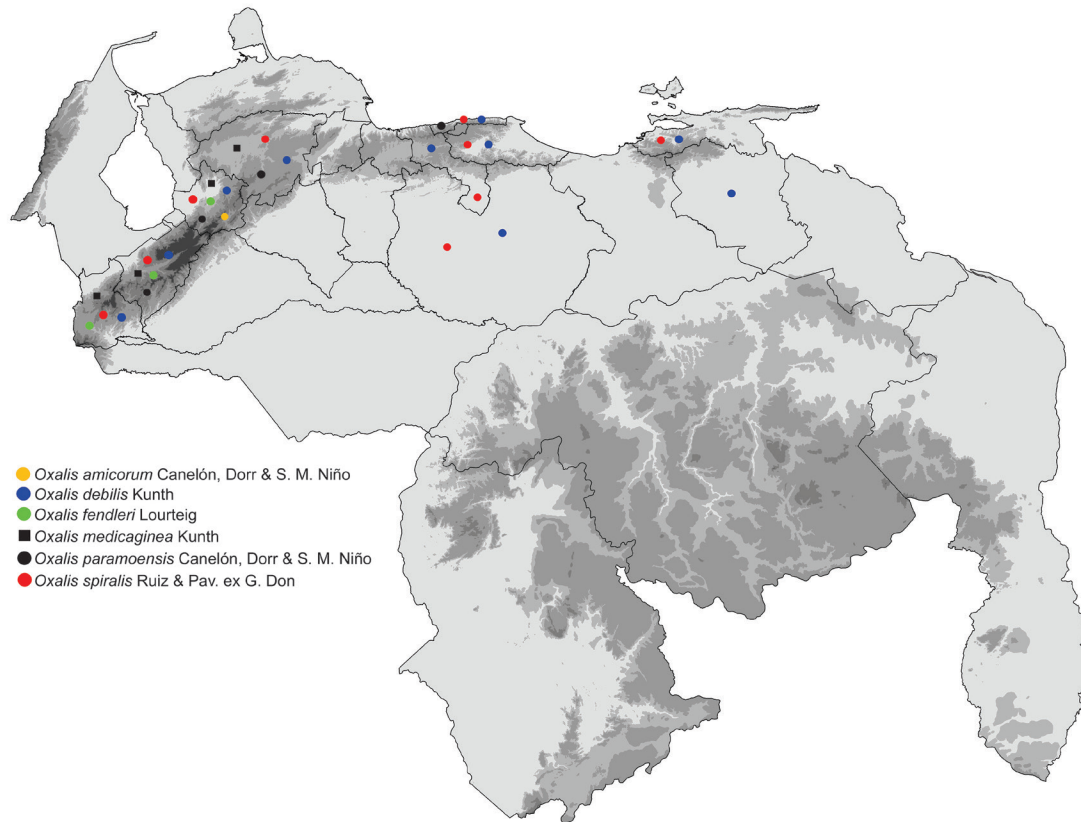 Oxalis amicorum Canelón, Dorr & S. M. Niño
Oxalis debilis Kunth
Oxalis fendleri Lourteig
Oxalis medicaginea Kunth
Oxalis paramoensis Canelón, Dorr & S. M. Niño
Oxalis spiralis Ruiz & Pav. ex G. Don